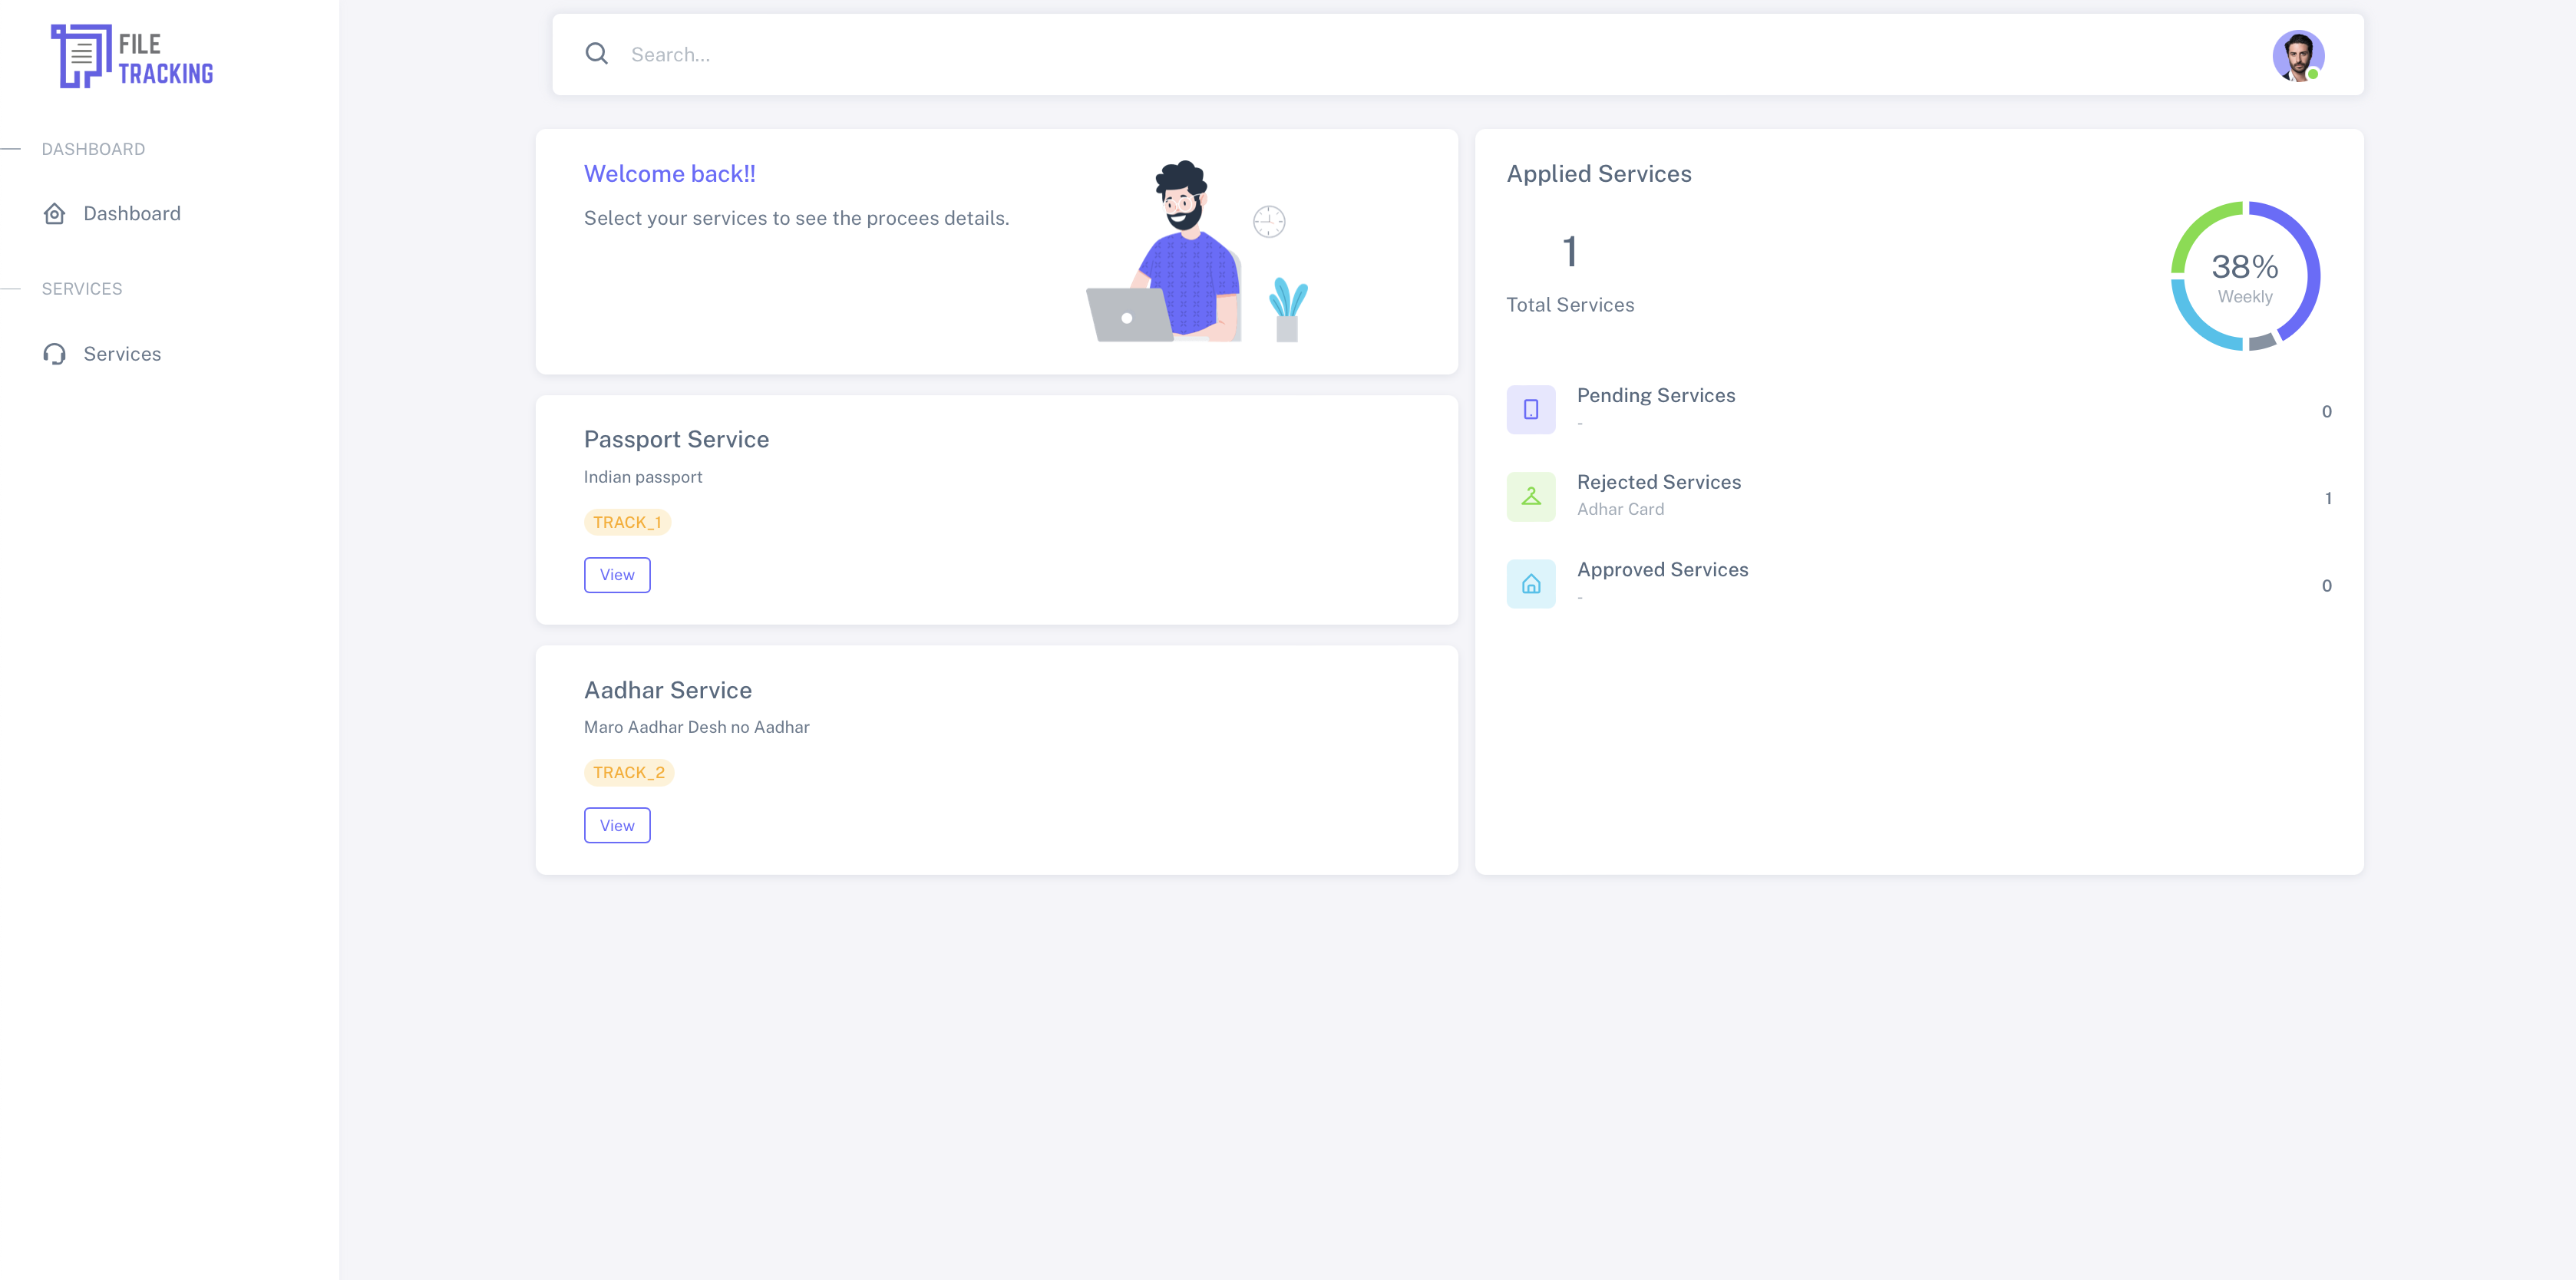 FILE
TRACKING
DASHBOARD
Dashboard
SERVICES
Services
Search...
Welcome back!!
Select your services to see the procees details.
Passport Service
Indian passport
TRACK_1
View
Aadhar Service
Maro Aadhar Desh no Aadhar
TRACK_2
View
Applied Services
1
Total Services
38%
Weekly
Pending Services
-
0
Rejected Services
Adhar Card
1
Approved Services
-
0